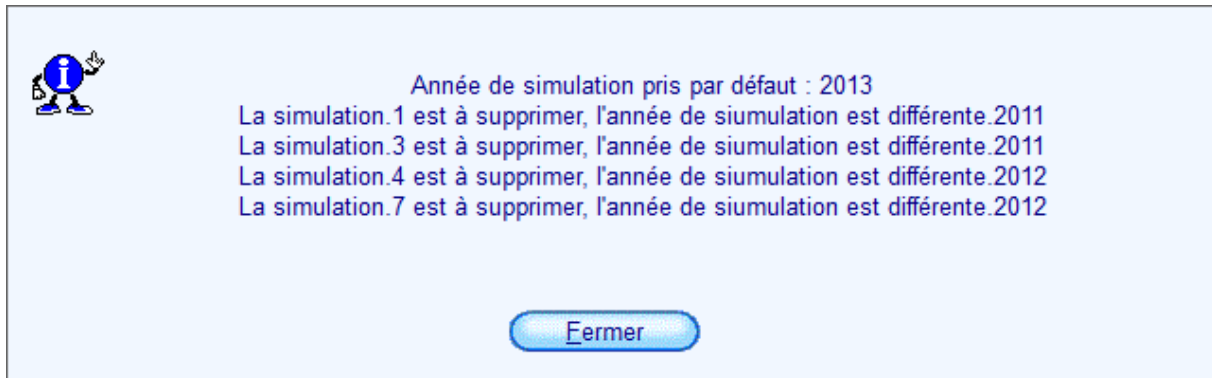 Année de simulation pris par défaut : 2013
La simulation.1 est à supprimer, l'année de siumulation est différente.2011
La simulation.3 est à supprimer, l'année de siumulation est différente.2011
La simulation.4 est à supprimer, l'année de siumulation est différente.2012
La simulation.7 est à supprimer, l'année de siumulation est différente.2012
Fermer